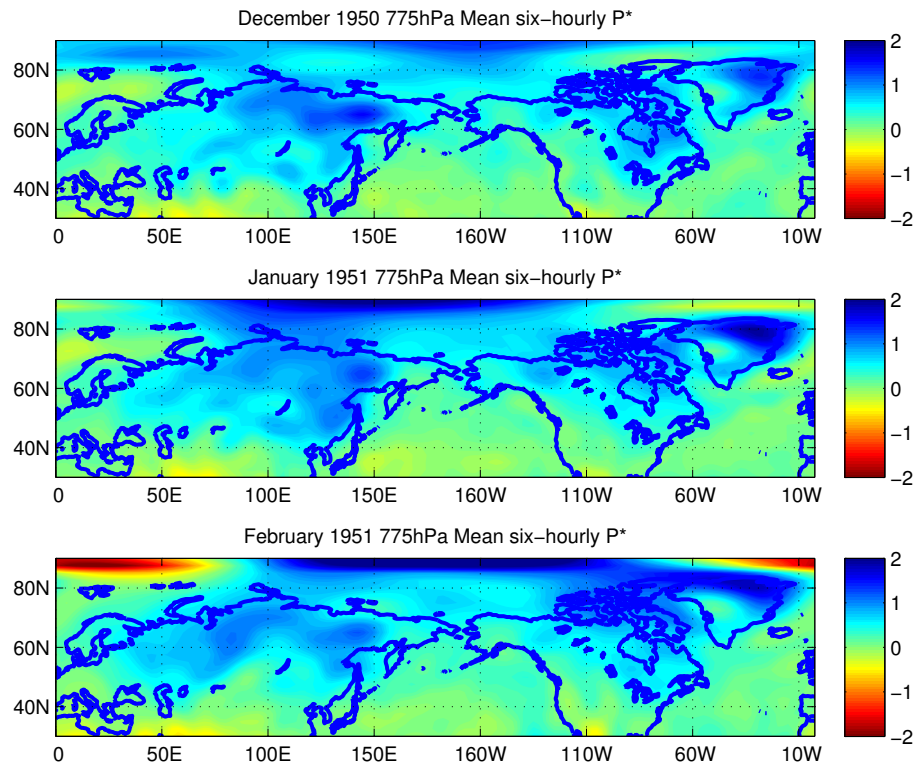 December 1950 775hPa Mean six−hourly P*
80N
60N
40N
0 50E 100E 150E 160W 110W 60W 10W
2
1
0
−1
−2
January 1951 775hPa Mean six−hourly P*
80N
60N
40N
0 50E 100E 150E 160W 110W 60W 10W
2
1
0
−1
−2
February 1951 775hPa Mean six−hourly P*
80N
60N
40N
0 50E 100E 150E 160W 110W 60W 10W
2
1
0
−1
−2